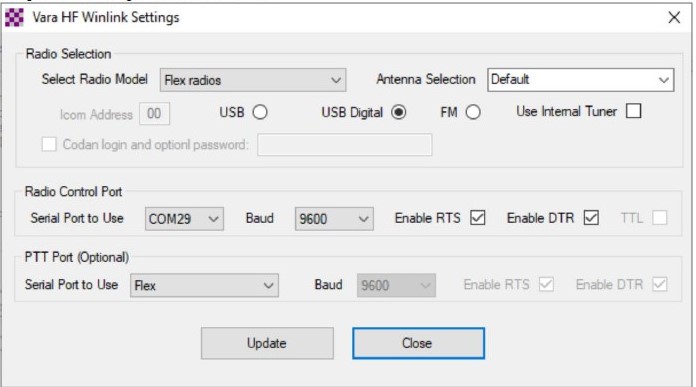 Vara HF Winlink Settings
Radio Selection
Select Radio Model Flex radios Antenna Selection Default
Icom Address 00 USB USB Digital FM Use Internal Tuner
Codan login and optionl password:
Radio Control Port
Serial Port to Use COM29 Baud 9600 Enable RTS Enable DTR TTL
PTT Port (Optional)
Serial Port to Use Flex Baud 9600 Enable RTS Enable DTR
Update Close